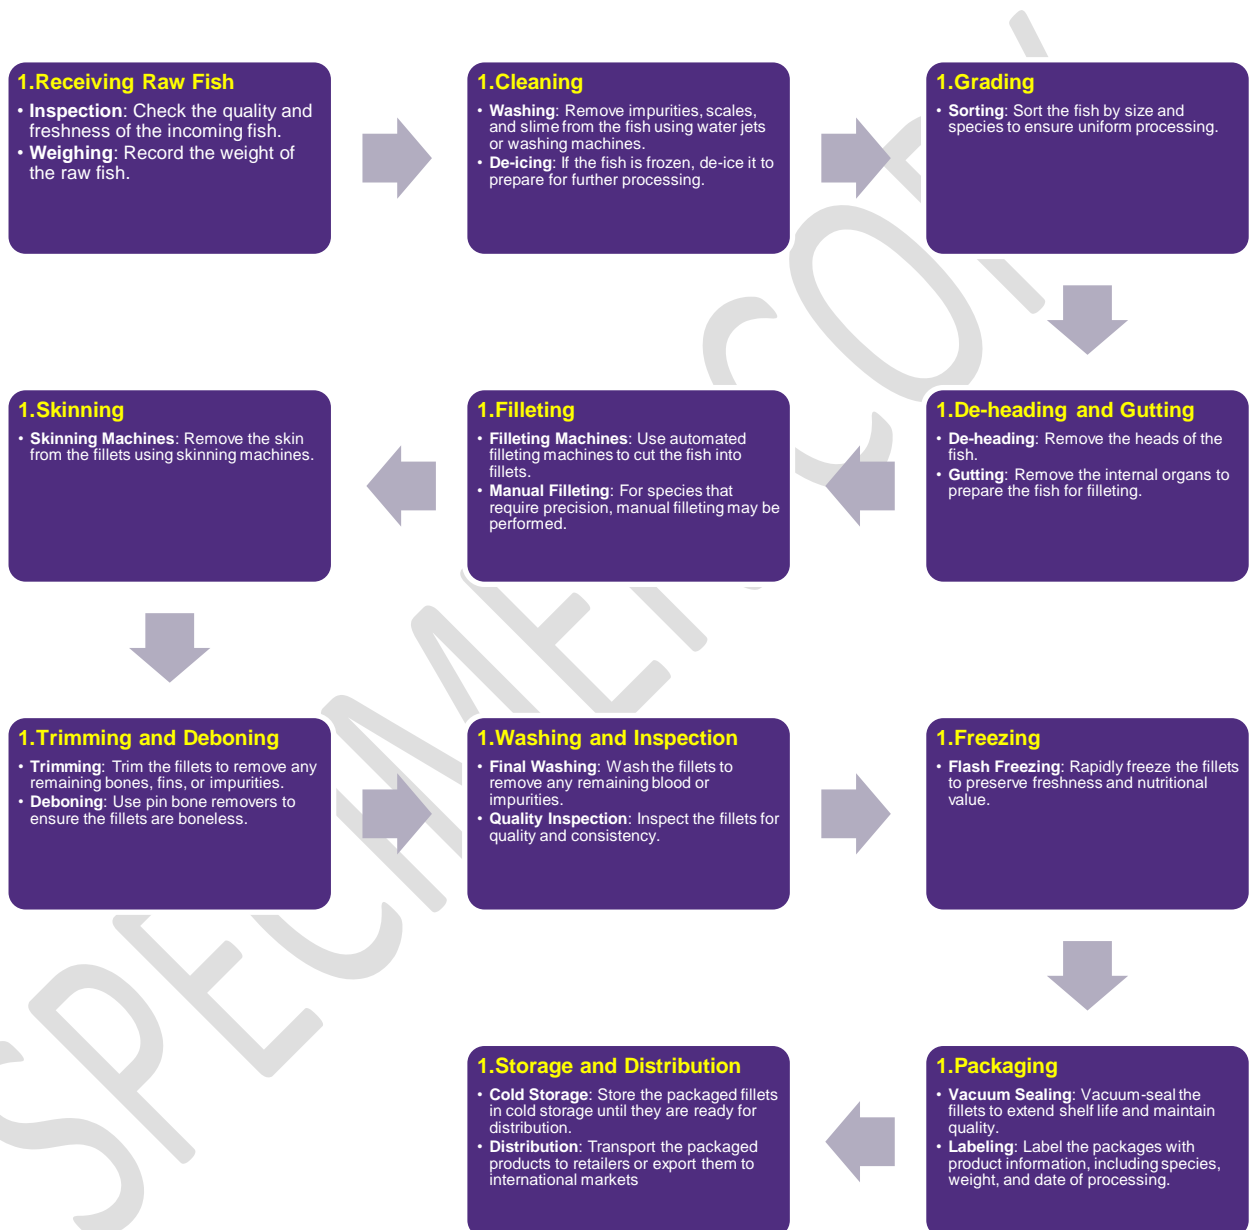 1.Receiving Raw Fish
• Inspection: Check the quality and
freshness of the incoming fish.
• Weighing: Record the weight of
the raw fish.
1.Cleaning
• Washing: Remove impurities, scales,
and slime from the fish using water jets
or washing machines.
• De-icing: If the fish is frozen, de-ice it to
prepare for further processing.
1.Grading
• Sorting: Sort the fish by size and
species to ensure uniform processing.
1.De-heading and Gutting
• De-heading: Remove the heads of the
fish.
• Gutting: Remove the internal organs to
prepare the fish for filleting.
1.Filleting
• Filleting Machines: Use automated
filleting machines to cut the fish into
fillets.
• Manual Filleting: For species that
require precision, manual filleting may be
performed.
1.Skinning
• Skinning Machines: Remove the skin
from the fillets using skinning machines.
1.Trimming and Deboning
• Trimming: Trim the fillets to remove any
remaining bones, fins, or impurities.
• Deboning: Use pin bone removers to
ensure the fillets are boneless.
1.Washing and Inspection
• Final Washing: Wash the fillets to
remove any remaining blood or
impurities.
• Quality Inspection: Inspect the fillets for
quality and consistency.
1.Freezing
• Flash Freezing: Rapidly freeze the fillets
to preserve freshness and nutritional
value.
1.Packaging
• Vacuum Sealing: Vacuum-seal the
fillets to extend shelf life and maintain
quality.
• Labeling: Label the packages with
product information, including species,
weight, and date of processing.
1.Storage and Distribution
• Cold Storage: Store the packaged fillets
in cold storage until they are ready for
distribution.
• Distribution: Transport the packaged
products to retailers or export them to
international markets
SPECIMEN COPY